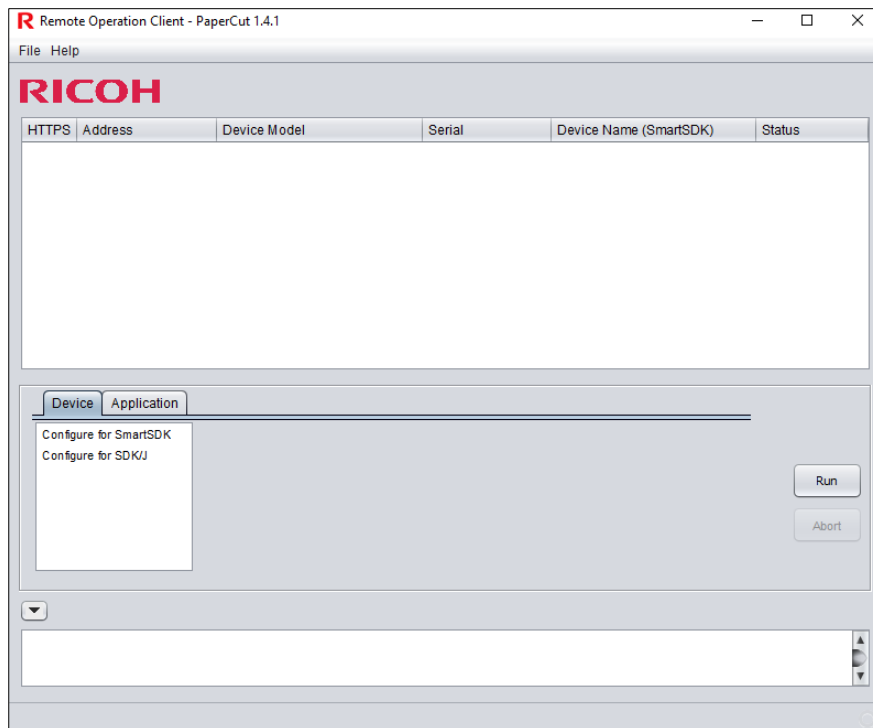 R Remote Operation Client - PaperCut 1.4.1
File Help
RICOH
HTTPS Address Device Model Serial Device Name (SmartSDK) Status
Device Application
Configure for SmartSDK
Configure for SDK/J
Run
Abort